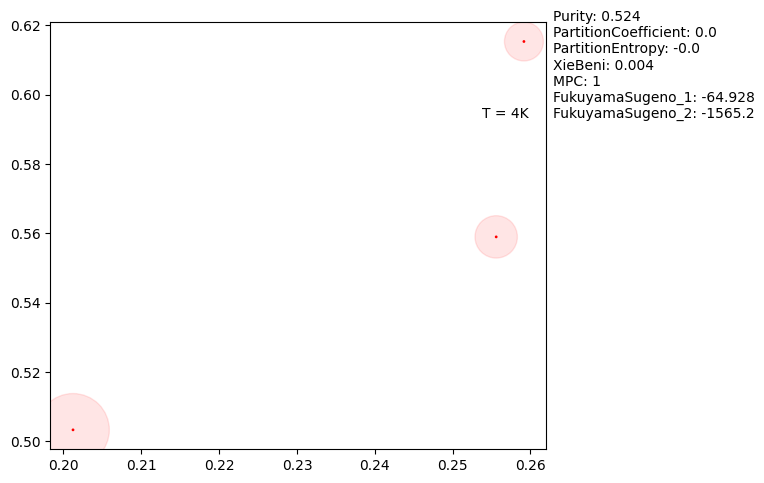 Purity: 0.524
PartitionCoefficient: 0.0
PartitionEntropy: -0.0
XieBeni: 0.004
MPC: 1
FukuyamaSugeno_1: -64.928
FukuyamaSugeno_2: -1565.2
T = 4K
0.62
0.60
0.58
0.56
0.54
0.52
0.50
0.20 0.21 0.22 0.23 0.24 0.25 0.26